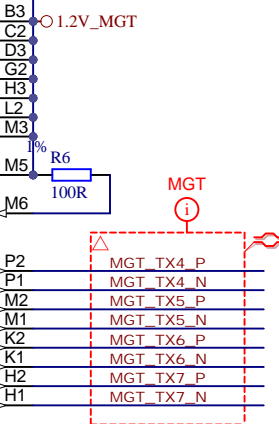 B3
1.2V_MGT
C2
D3
G2
H3
L2
M3
1%
R6
M5
100R
M6
MGT
i
P2 MGT_TX4_P
P1 MGT_TX4_N
M2 MGT_TX5_P
M1 MGT_TX5_N
K2 MGT_TX6_P
K1 MGT_TX6_N
H2 MGT_TX7_P
H1 MGT_TX7_N